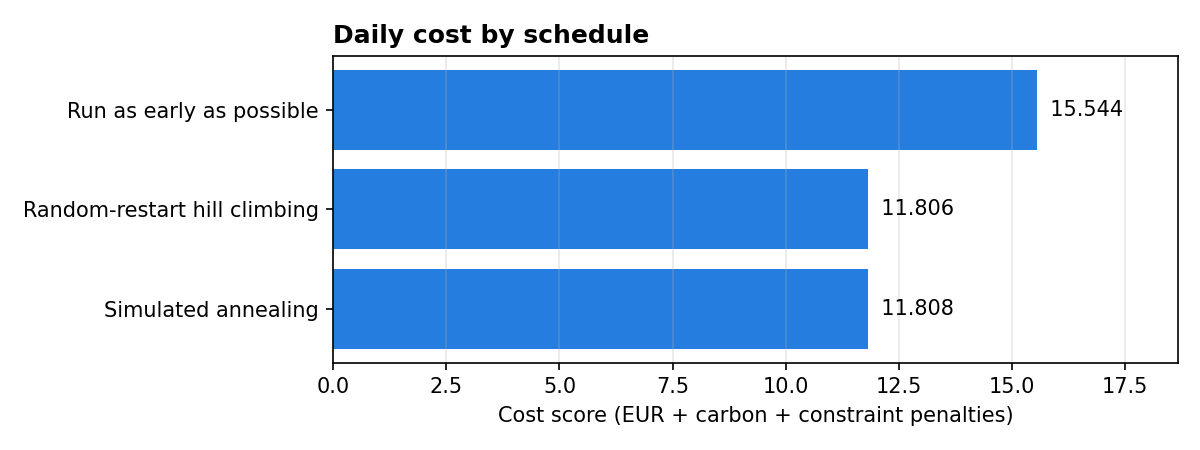 Daily cost by schedule
Run as early as possible
15.544
Random-restart hill climbing
11.806
Simulated annealing
11.808
0.0 2.5 5.0 7.5 10.0 12.5 15.0 17.5
Cost score (EUR + carbon + constraint penalties)